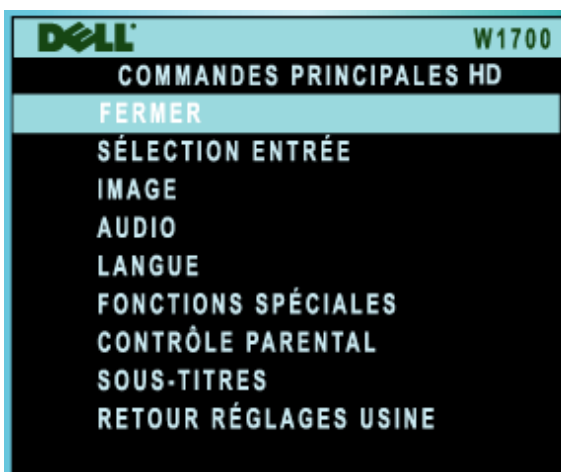 DELL W1700
COMMANDES PRINCIPALES HD
FERMER
SÉLECTION ENTRÉE
IMAGE
AUDIO
LANGUE
FONCTIONS SPÉCIALES
CONTRÔLE PARENTAL
SOUS-TITRES
RETOUR RÉGLAGES USINE